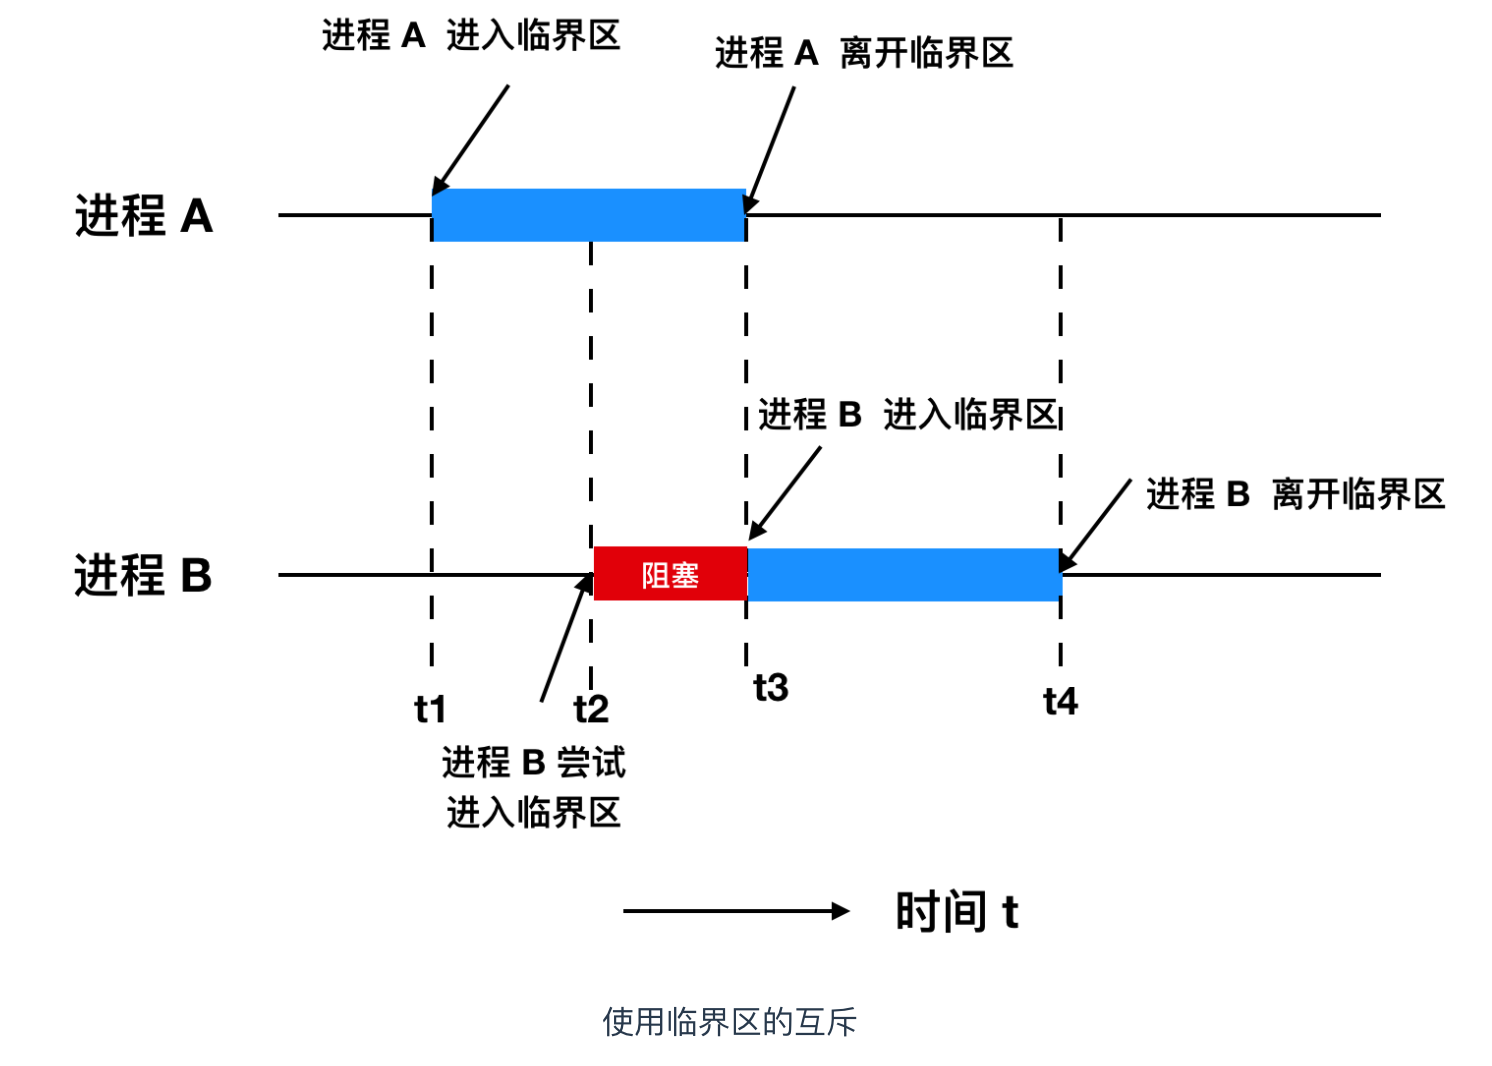 进程 A 进入临界区
进程 A 离开临界区
进程 A
进程 B 进入临界区
进程 B 离开临界区
进程 B
阻塞
t1
t2
t3
t4
进程 B 尝试
进入临界区
时间 t
使用临界区的互斥